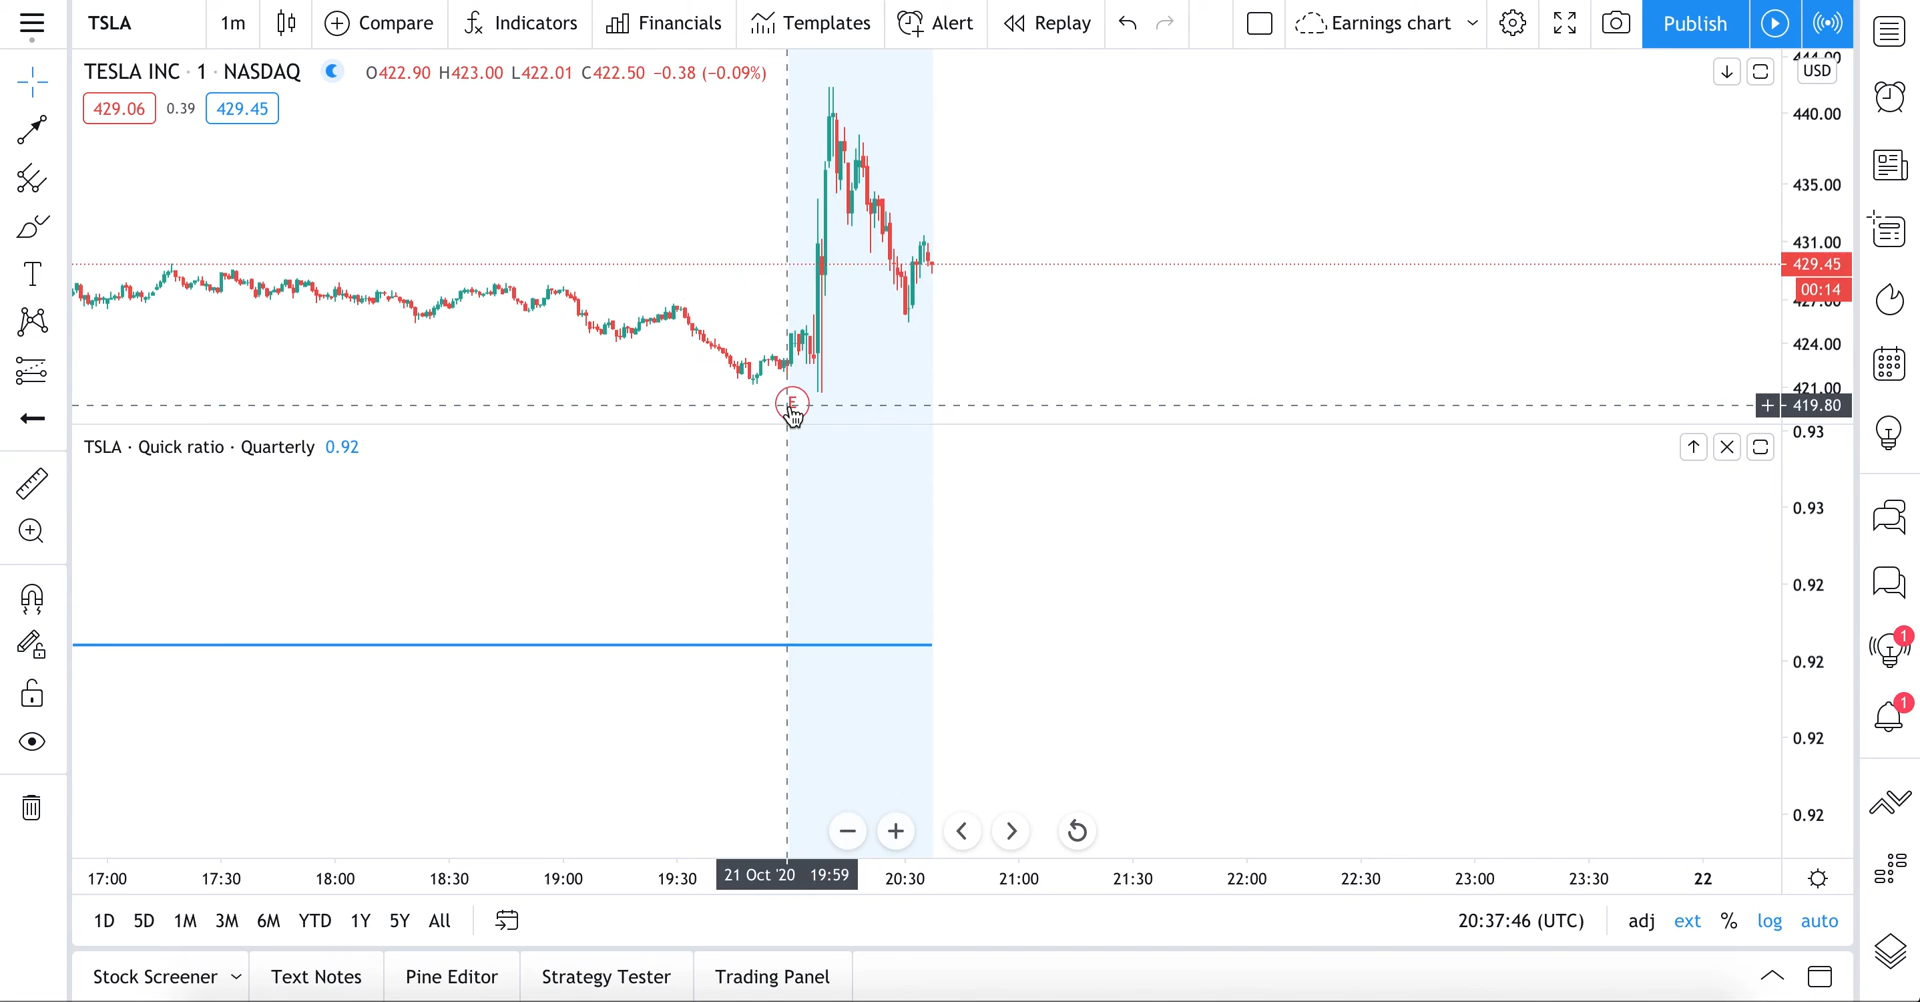 TSLA 1m Compare Indicators Financials Templates Alert Replay Earnings chart Publish
TESLA INC · 1 · NASDAQ O422.90 H423.00 L422.01 C422.50 −0.38 (−0.09%)
429.06 0.39 429.45
USD
444.00
440.00
435.00
431.00
429.45
00:14
427.00
424.00
421.00
E
419.80
TSLA · Quick ratio · Quarterly 0.92
0.93
0.93
0.92
0.92
0.92
0.92
1
1
17:00 17:30 18:00 18:30 19:00 19:30 21 Oct '20 19:59 20:30 21:00 21:30 22:00 22:30 23:00 23:30 22
1D 5D 1M 3M 6M YTD 1Y 5Y All 20:37:46 (UTC) adj ext % log auto
Stock Screener Text Notes Pine Editor Strategy Tester Trading Panel